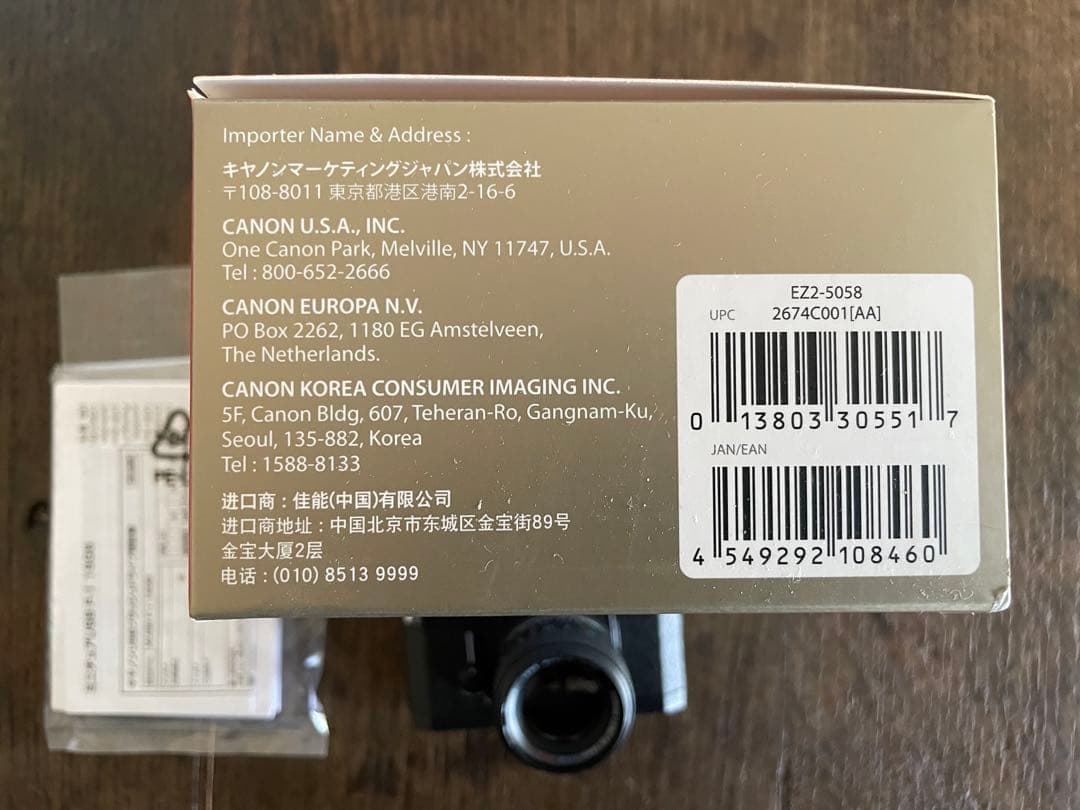 Importer Name & Address :
キヤノンマーケティングジャパン株式会社
〒108-8011 東京都港区港南2-16-6
CANON U.S.A., INC.
One Canon Park, Melville, NY 11747, U.S.A.
Tel : 800-652-2666
CANON EUROPA N.V.
PO Box 2262, 1180 EG Amstelveen,
The Netherlands.
CANON KOREA CONSUMER IMAGING INC.
5F, Canon Bldg, 607, Teheran-Ro, Gangnam-Ku,
Seoul, 135-882, Korea
Tel : 1588-8133
进口商 : 佳能(中国)有限公司
进口商地址 : 中国北京市东城区金宝街89号
金宝大厦2层
电话 : (010) 8513 9999
EZ2-5058
UPC 2674C001[AA]
0 13803 30551 7
JAN/EAN
4 549292 108460